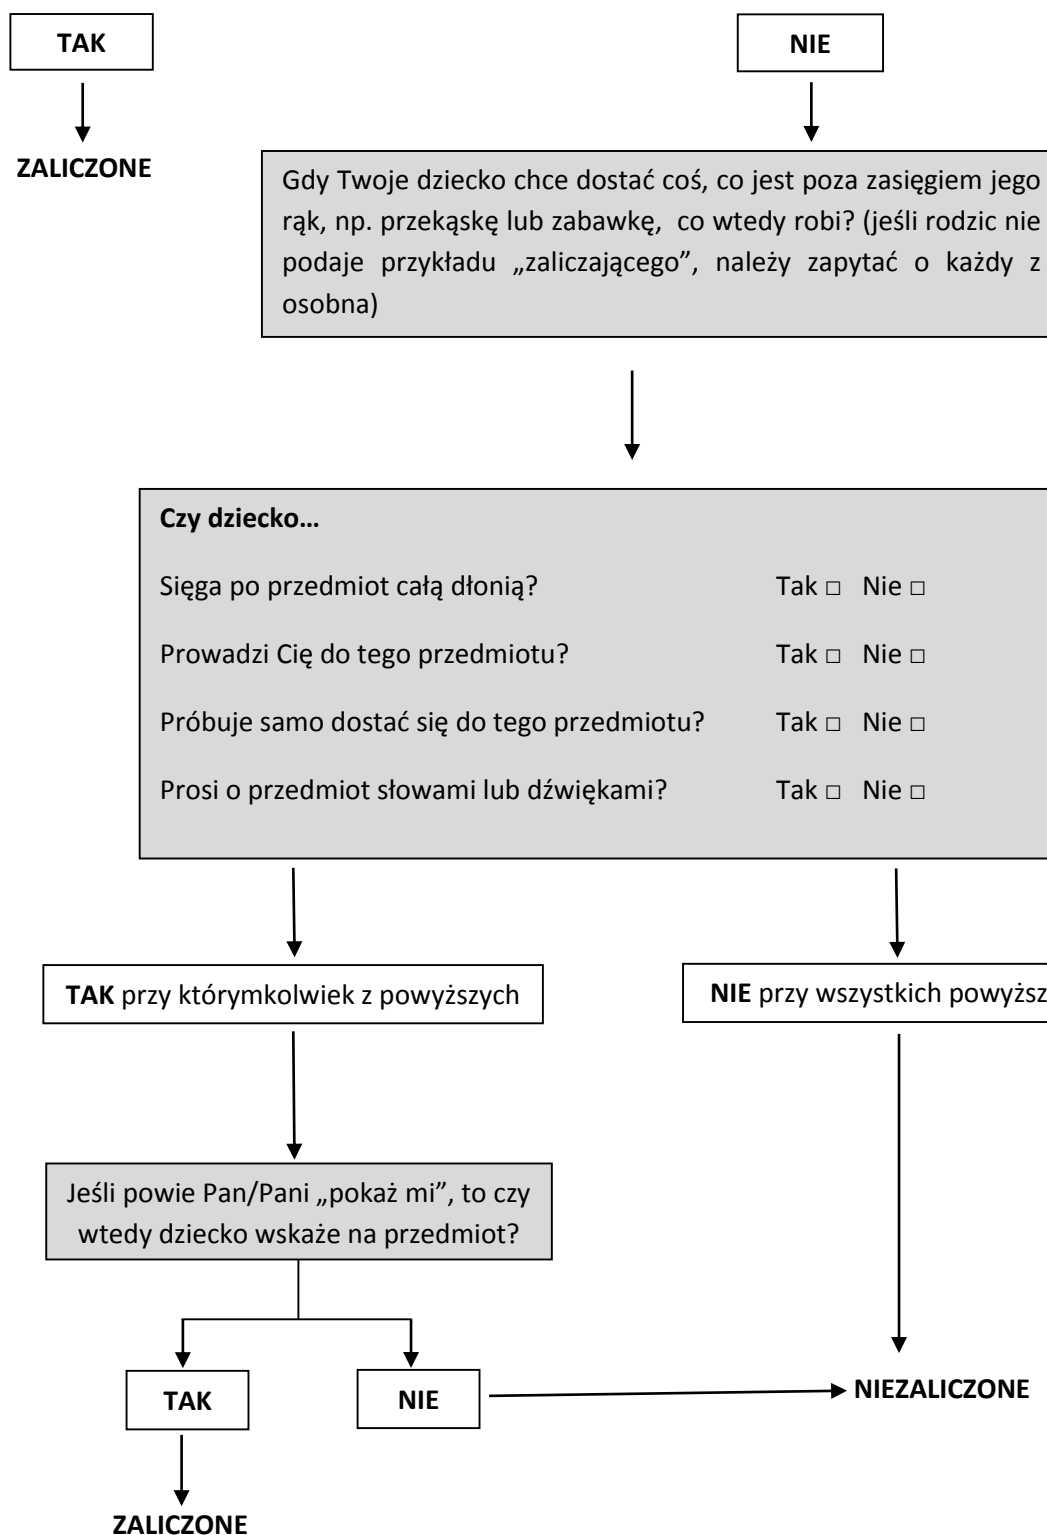 TAK
NIE
ZALICZONE
Gdy Twoje dziecko chce dostać coś, co jest poza zasięgiem jego
rąk, np. przekąskę lub zabawkę, co wtedy robi? (jeśli rodzic nie
podaje przykładu „zaliczającego”, należy zapytać o każdy z
osobna)
Czy dziecko…
Sięga po przedmiot całą dłonią? Tak □ Nie □
Prowadzi Cię do tego przedmiotu? Tak □ Nie □
Próbuje samo dostać się do tego przedmiotu? Tak □ Nie □
Prosi o przedmiot słowami lub dźwiękami? Tak □ Nie □
TAK przy którymkolwiek z powyższych
NIE przy wszystkich powyższ
Jeśli powie Pan/Pani „pokaż mi”, to czy
wtedy dziecko wskaże na przedmiot?
TAK
NIE
NIEZALICZONE
ZALICZONE